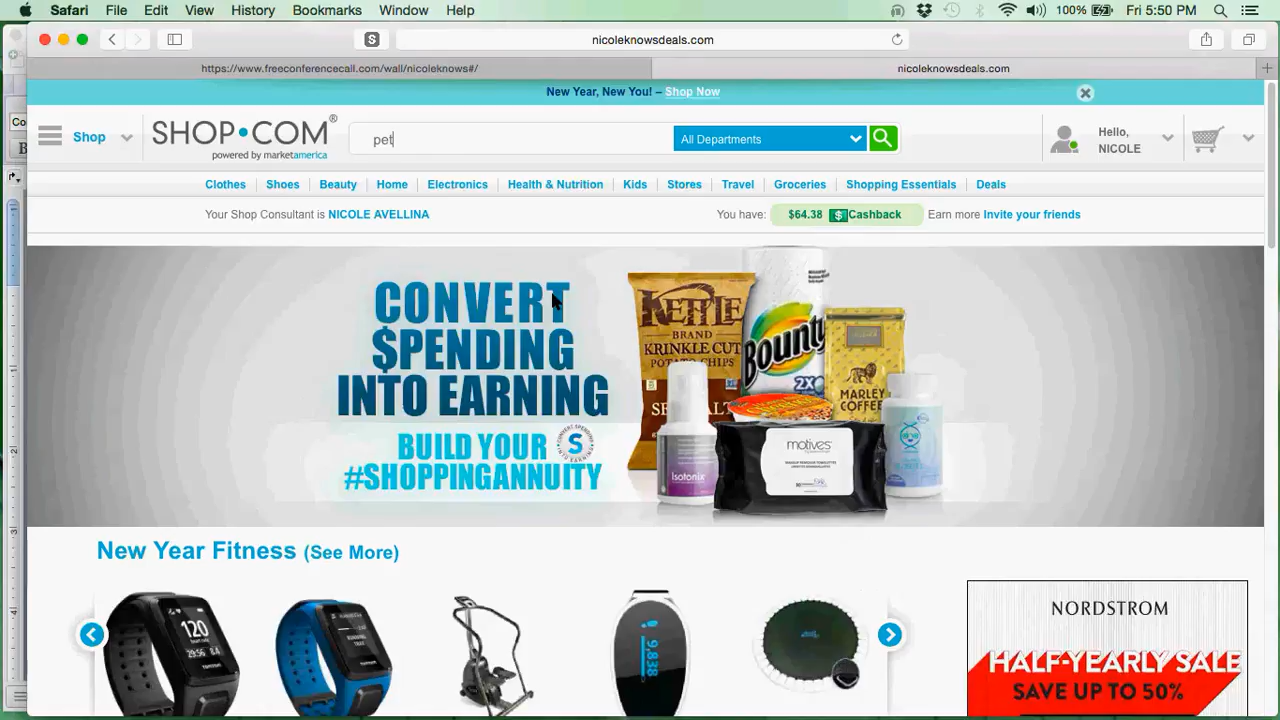 Safari File Edit View History Bookmarks Window Help 100% Fri 5:50 PM
nicoleknowsdeals.com
https://www.freeconferencecall.com/wall/nicoleknows#/ nicoleknowsdeals.com
New Year, New You! – Shop Now
Shop
SHOP•COM®
powered by marketamerica
pet
All Departments
Hello,
NICOLE
Clothes Shoes Beauty Home Electronics Health & Nutrition Kids Stores Travel Groceries Shopping Essentials Deals
Your Shop Consultant is NICOLE AVELLINA You have: $64.38 $ Cashback Earn more Invite your friends
CONVERT
$PENDING
INTO EARNING
BUILD YOUR
#SHOPPINGANNUITY
KETTLE
BRAND
KRINKLE CUT
POTATO CHIPS
Bounty
2X
MARLEY
COFFEE
motives
Isotonix
New Year Fitness (See More)
120
29:56
9,838
NORDSTROM
HALF-YEARLY SALE
SAVE UP TO 50%